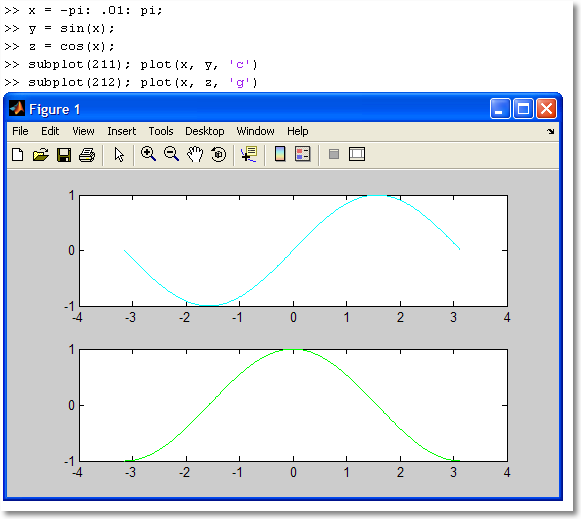 >> x = -pi: .01: pi;
>> y = sin(x);
>> z = cos(x);
>> subplot(211); plot(x, y, 'c')
>> subplot(212); plot(x, z, 'g')
Figure 1
File Edit View Insert Tools Desktop Window Help
1
0
-1
-4 -3 -2 -1 0 1 2 3 4
1
0
-1
-4 -3 -2 -1 0 1 2 3 4